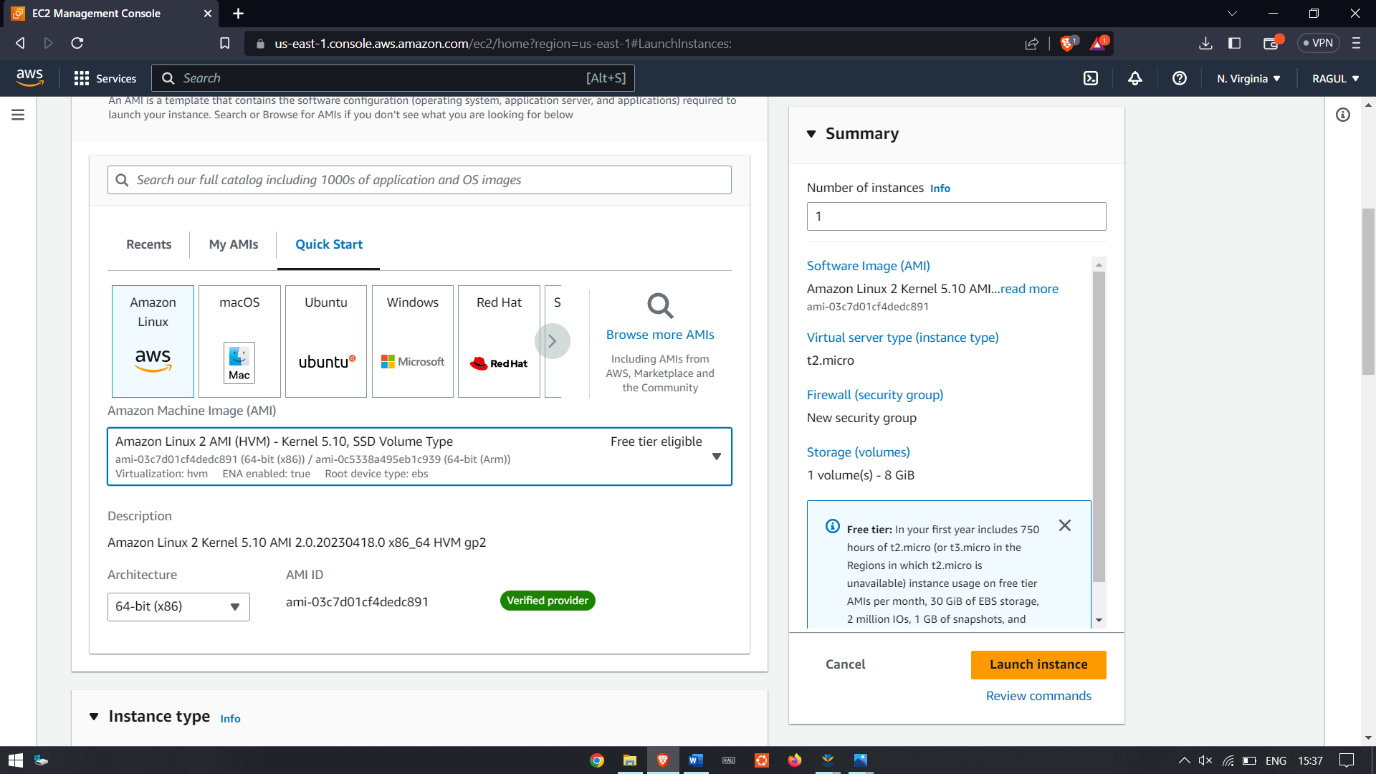 EC2 Management Console
us-east-1.console.aws.amazon.com/ec2/home?region=us-east-1#LaunchInstances:
1
1
VPN
aws
Services
Search
[Alt+S]
N. Virginia
RAGUL
An AMI is a template that contains the software configuration (operating system, application server, and applications) required to
launch your instance. Search or Browse for AMIs if you don't see what you are looking for below
Search our full catalog including 1000s of application and OS images
Recents
My AMIs
Quick Start
Amazon
Linux
aws
macOS
Mac
Ubuntu
ubuntu
Windows
Microsoft
Red Hat
Red Hat
S
Browse more AMIs
Including AMIs from
AWS, Marketplace and
the Community
Amazon Machine Image (AMI)
Amazon Linux 2 AMI (HVM) - Kernel 5.10, SSD Volume Type
Free tier eligible
ami-03c7d01cf4dedc891 (64-bit (x86)) / ami-0c5338a495eb1c939 (64-bit (Arm))
Virtualization: hvm ENA enabled: true Root device type: ebs
Description
Amazon Linux 2 Kernel 5.10 AMI 2.0.20230418.0 x86_64 HVM gp2
Architecture
AMI ID
64-bit (x86)
ami-03c7d01cf4dedc891
Verified provider
Instance type Info
Summary
Number of instances Info
1
Software Image (AMI)
Amazon Linux 2 Kernel 5.10 AMI...read more
ami-03c7d01cf4dedc891
Virtual server type (instance type)
t2.micro
Firewall (security group)
New security group
Storage (volumes)
1 volume(s) - 8 GiB
Free tier: In your first year includes 750
hours of t2.micro (or t3.micro in the
Regions in which t2.micro is
unavailable) instance usage on free tier
AMIs per month, 30 GiB of EBS storage,
2 million IOs, 1 GB of snapshots, and
Cancel
Launch instance
Review commands
ENG
15:37